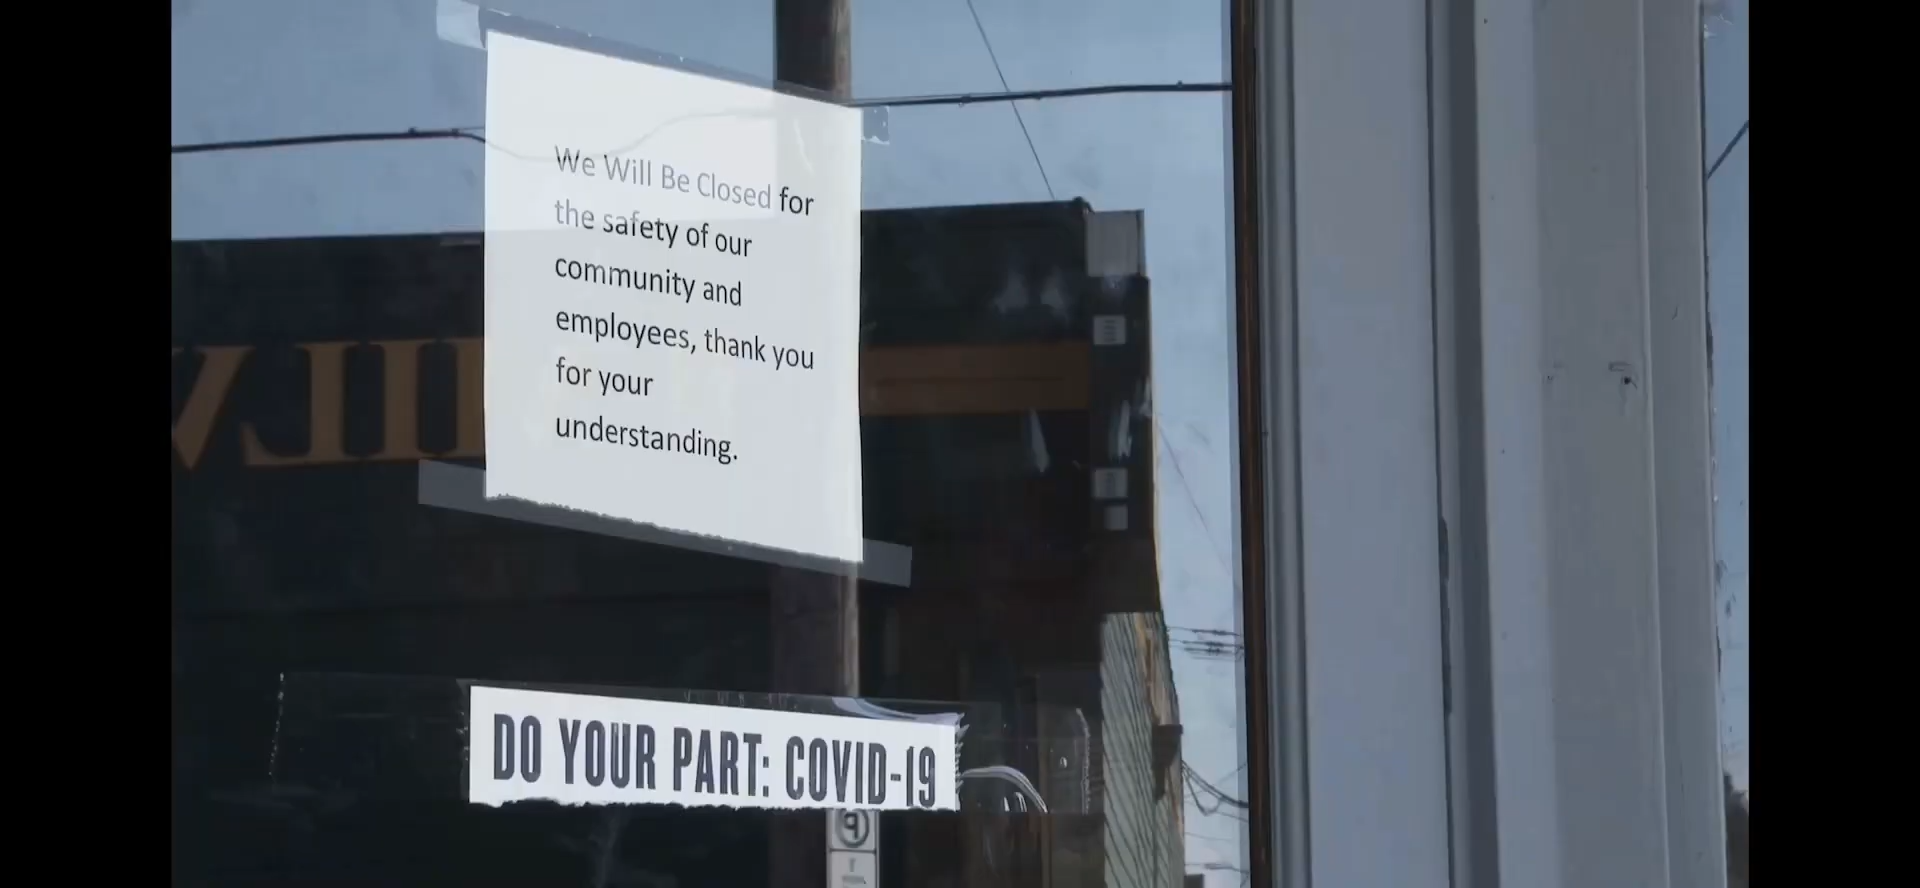 We Will Be Closed for
the safety of our
community and
employees, thank you
for your
understanding.
DO YOUR PART: COVID-19